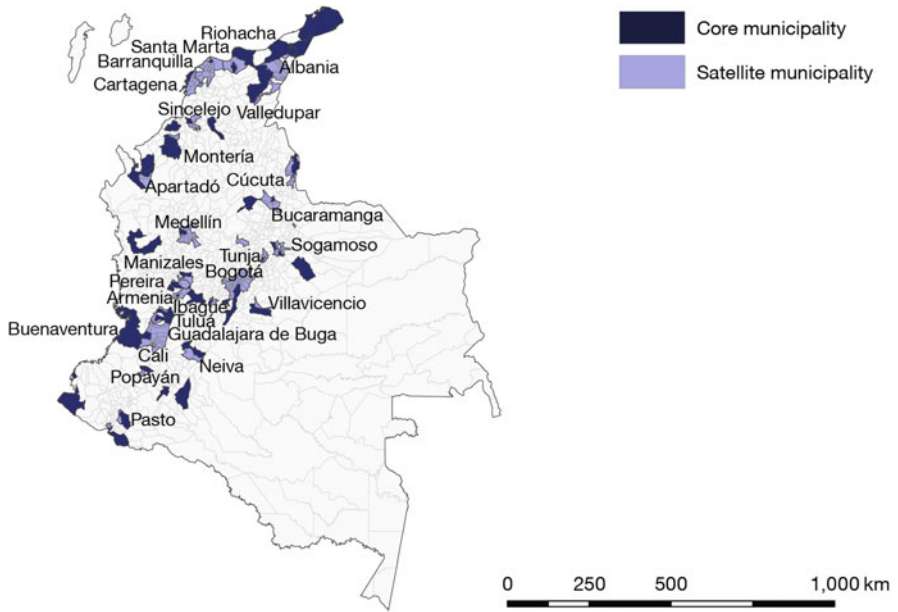 Riohacha
Santa Marta
Barranquilla
Albania
Cartagena
Sincelejo
Valledupar
Montería
Apartadó
Cúcuta
Bucaramanga
Medellín
Sogamoso
Tunja
Manizales
Bogotá
Pereira
Armenia
Ibagué
Villavicencio
Tuluá
Buenaventura
Guadalajara de Buga
Cali
Neiva
Popayán
Pasto
Core municipality
Satellite municipality
0 250 500 1,000 km